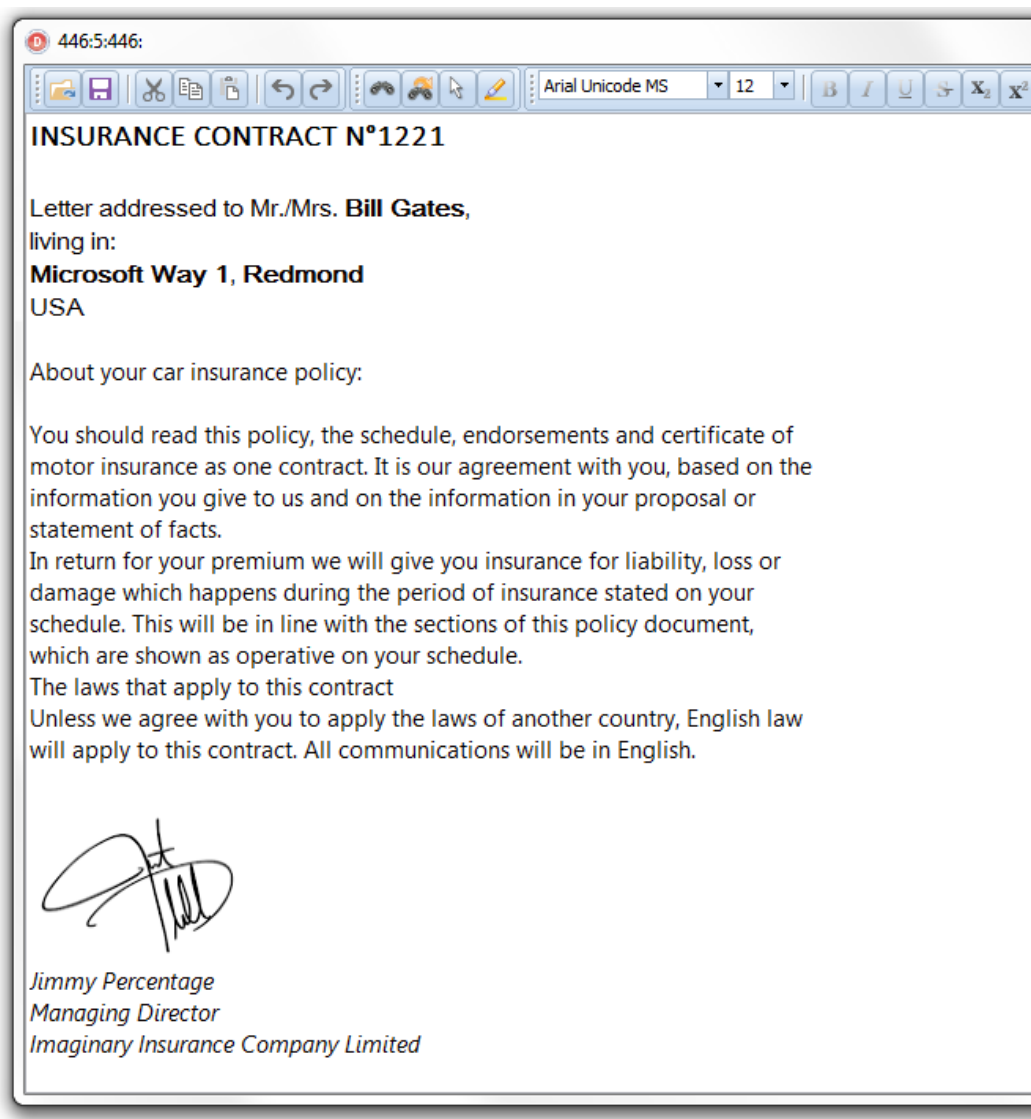 446:5:446:
Arial Unicode MS 12 B I U S X₂ X²
INSURANCE CONTRACT N°1221
Letter addressed to Mr./Mrs. Bill Gates,
living in:
Microsoft Way 1, Redmond
USA
About your car insurance policy:
You should read this policy, the schedule, endorsements and certificate of
motor insurance as one contract. It is our agreement with you, based on the
information you give to us and on the information in your proposal or
statement of facts.
In return for your premium we will give you insurance for liability, loss or
damage which happens during the period of insurance stated on your
schedule. This will be in line with the sections of this policy document,
which are shown as operative on your schedule.
The laws that apply to this contract
Unless we agree with you to apply the laws of another country, English law
will apply to this contract. All communications will be in English.
Jimmy Percentage
Managing Director
Imaginary Insurance Company Limited